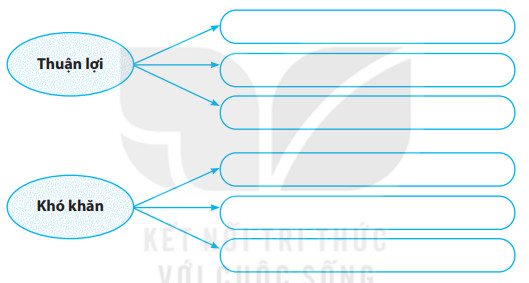 Thuận lợi
Khó khăn
KẾT NỐI TRI THỨC
VỚI CUỘC SỐNG